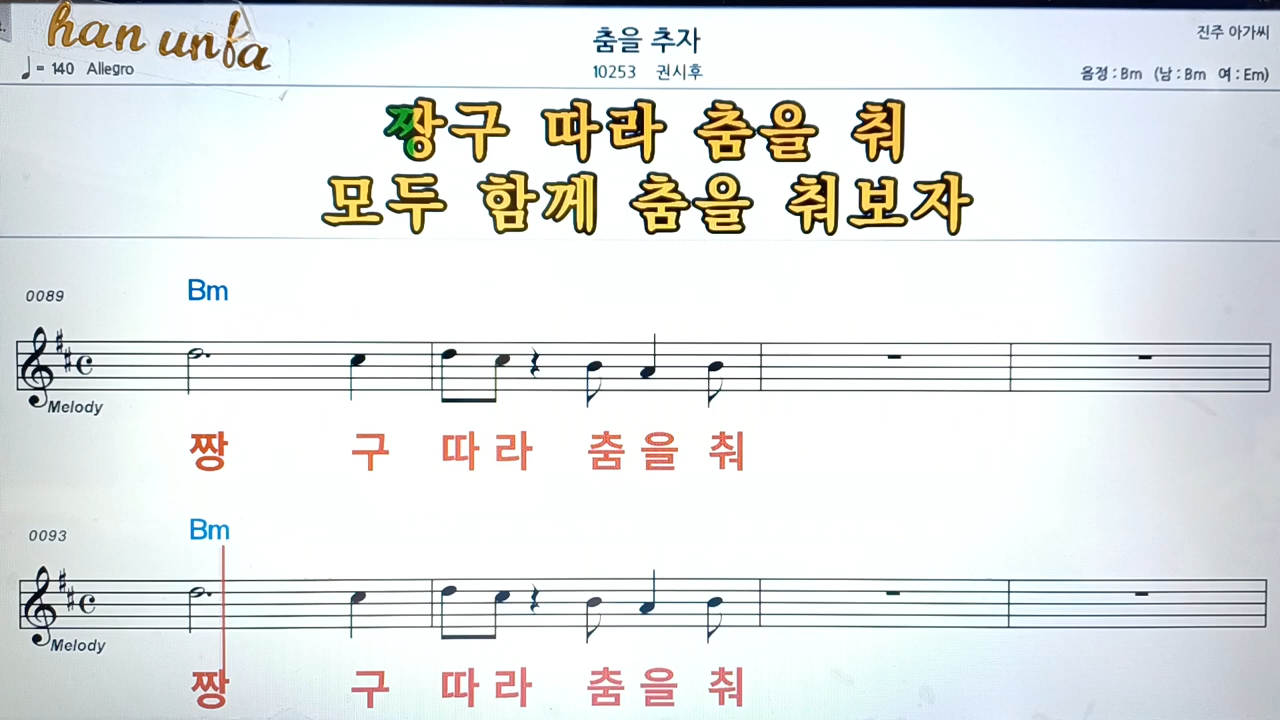 han unfa
춤을 추자
진주 아가씨
♩= 140 Allegro
10253 권시후
음정 : Bm (남 : Bm 여 : Em)
짱구 따라 춤을 춰
모두 함께 춤을 춰보자
0089
Bm
Melody
짱 구 따 라 춤 을 춰
0093
Bm
Melody
짱 구 따 라 춤 을 춰